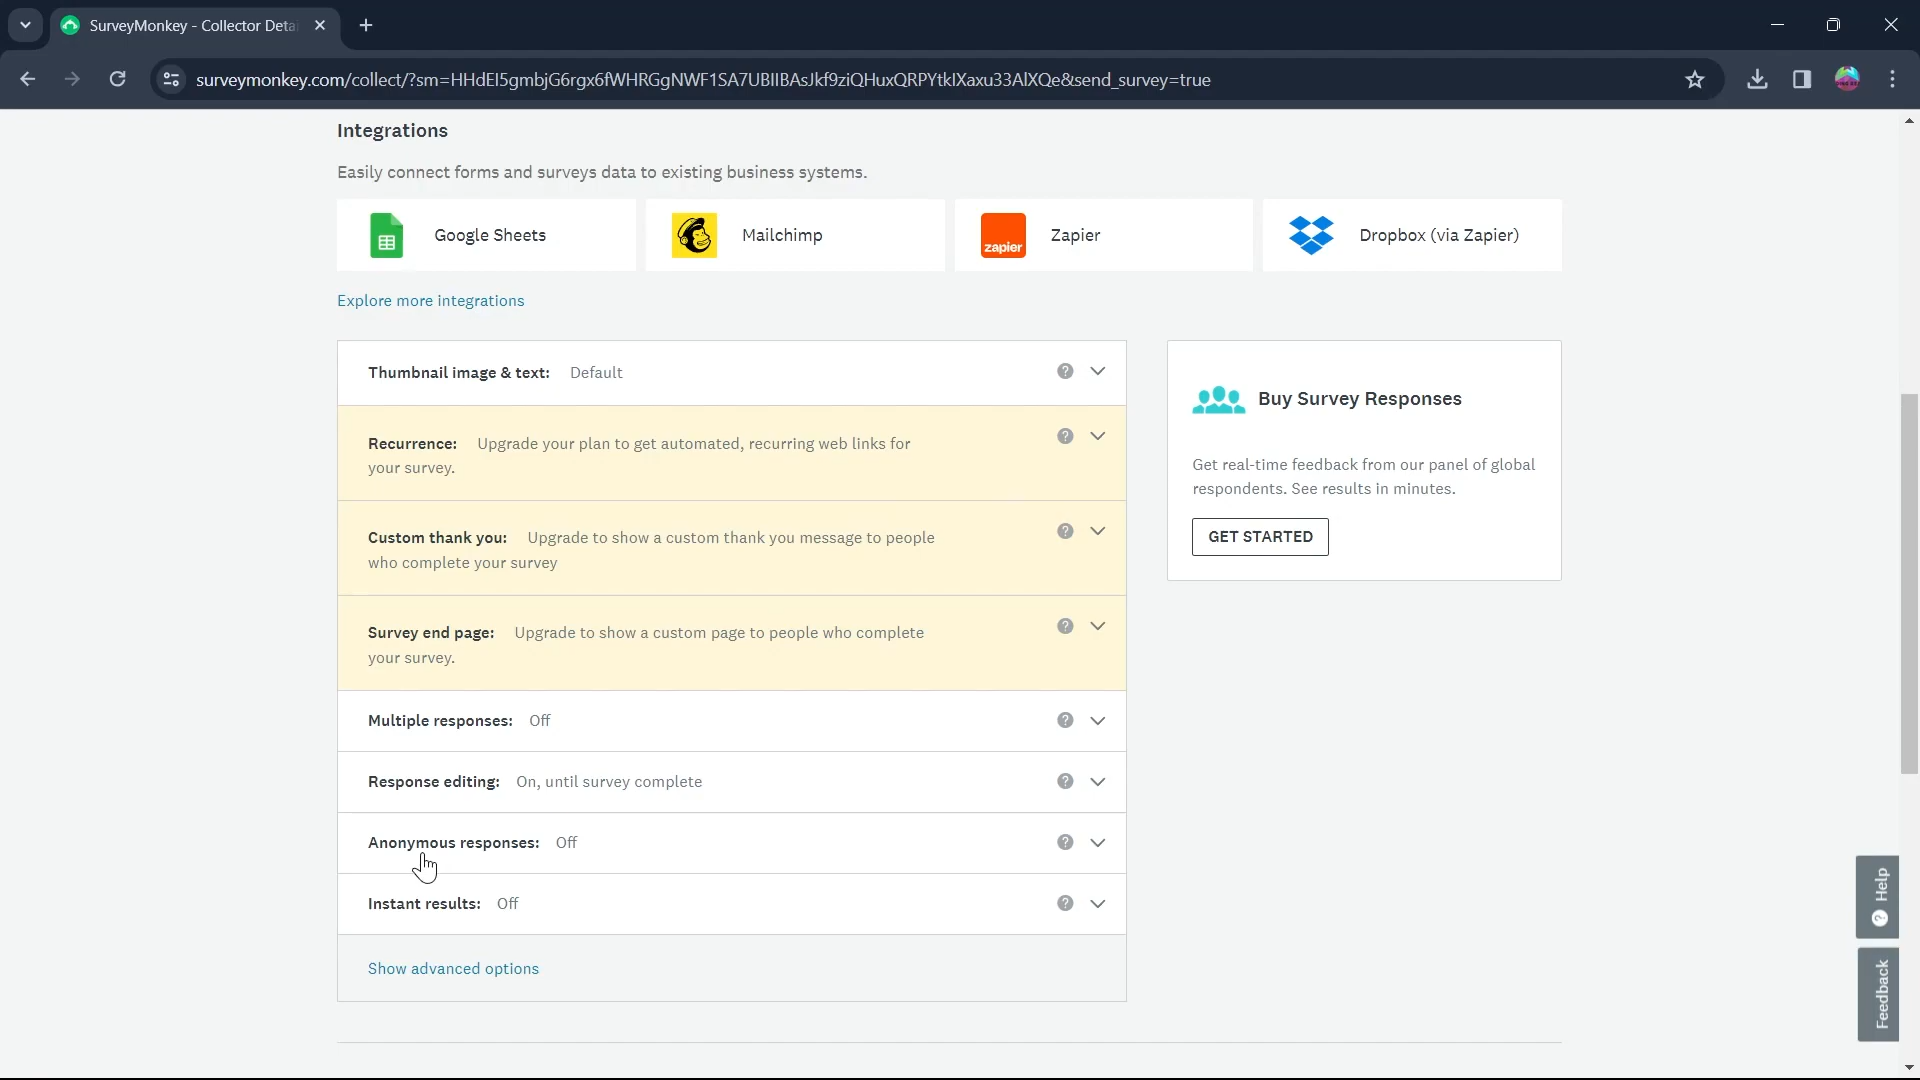 SurveyMonkey - Collector Deta
surveymonkey.com/collect/?sm=HHdEI5gmbjG6rgx6fWHRGgNWF1SA7UBIIBAsJkf9ziQHuxQRPYtkIXaxu33AlXQe&send_survey=true
Integrations
Easily connect forms and surveys data to existing business systems.
Google Sheets
Mailchimp
zapier
Zapier
Dropbox (via Zapier)
Explore more integrations
Thumbnail image & text: Default
Recurrence: Upgrade your plan to get automated, recurring web links for
your survey.
Custom thank you: Upgrade to show a custom thank you message to people
who complete your survey
Survey end page: Upgrade to show a custom page to people who complete
your survey.
Multiple responses: Off
Response editing: On, until survey complete
Anonymous responses: Off
Instant results: Off
Show advanced options
Buy Survey Responses
Get real-time feedback from our panel of global
respondents. See results in minutes.
GET STARTED
Help
Feedback